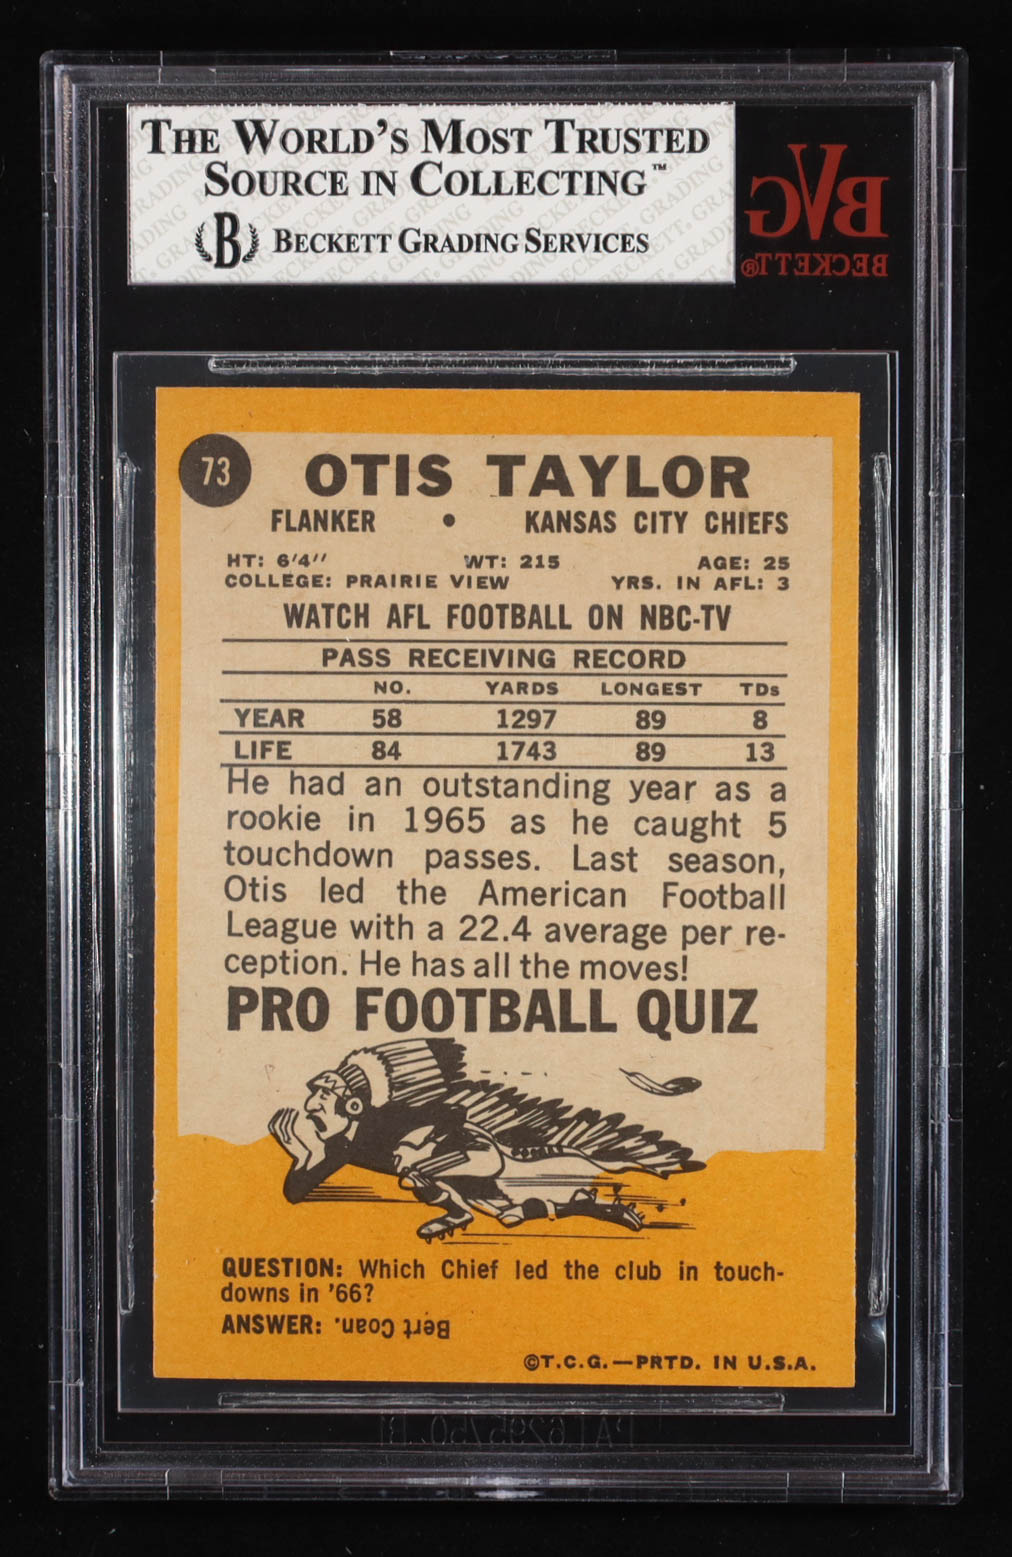 THE WORLD'S MOST TRUSTED
SOURCE IN COLLECTING™
B BECKETT GRADING SERVICES
BVG
BECKETT®
73
OTIS TAYLOR
FLANKER • KANSAS CITY CHIEFS
HT: 6'4" WT: 215 AGE: 25
COLLEGE: PRAIRIE VIEW YRS. IN AFL: 3
WATCH AFL FOOTBALL ON NBC-TV
PASS RECEIVING RECORD
NO. YARDS LONGEST TDs
YEAR 58 1297 89 8
LIFE 84 1743 89 13
He had an outstanding year as a
rookie in 1965 as he caught 5
touchdown passes. Last season,
Otis led the American Football
League with a 22.4 average per re-
ception. He has all the moves!
PRO FOOTBALL QUIZ
QUESTION: Which Chief led the club in touch-
downs in '66?
ANSWER: Bert Coan.
©T.C.G.—PRTD. IN U.S.A.